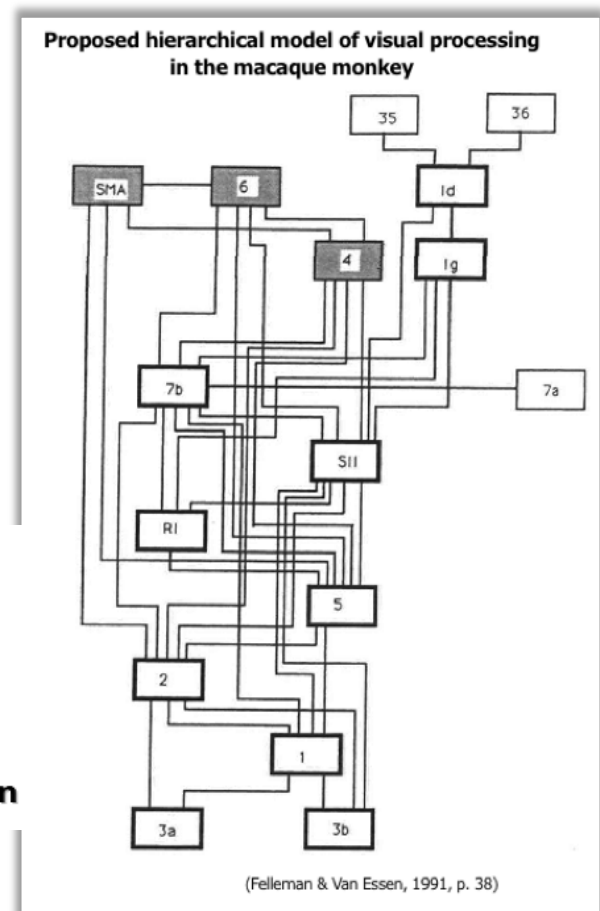 Proposed hierarchical model of visual processing
in the macaque monkey
35
36
SMA
6
Id
4
Ig
7b
7a
SII
RI
5
2
n
1
3a
3b
(Felleman & Van Essen, 1991, p. 38)